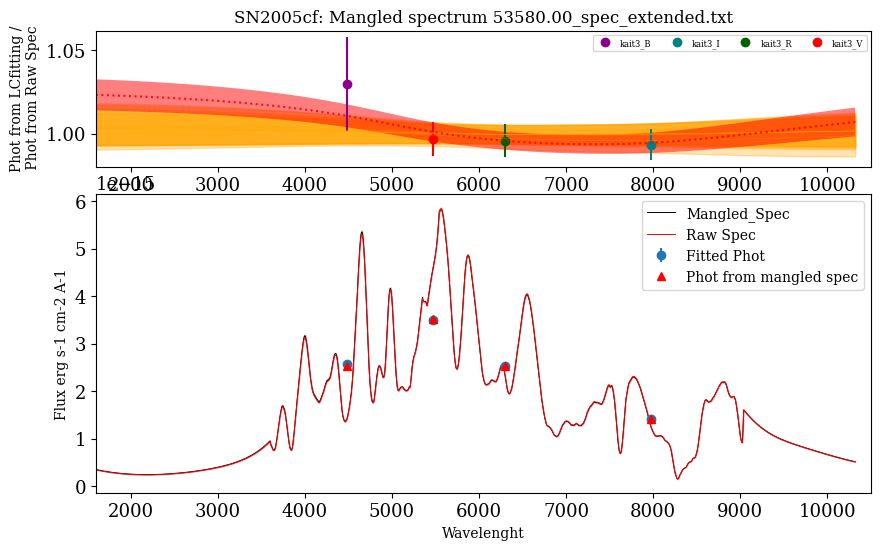 SN2005cf: Mangled spectrum 53580.00_spec_extended.txt
Phot from LCfitting /
Phot from Raw Spec
1.05
1.00
kait3_B kait3_I kait3_R kait3_V
2000 3000 4000 5000 6000 7000 8000 9000 10000
1e−15
Flux erg s-1 cm-2 A-1
6
5
4
3
2
1
0
Mangled_Spec
Raw Spec
Fitted Phot
Phot from mangled spec
2000 3000 4000 5000 6000 7000 8000 9000 10000
Wavelenght